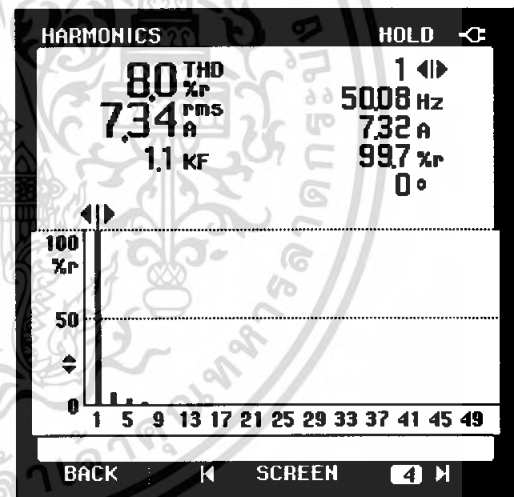 HARMONICS HOLD
8.0 THD %r 1
7.34 rms A 50.08 Hz
1.1 KF 7.32 A
99.7 %r
0 °
100
%r
50
0
1 5 9 13 17 21 25 29 33 37 41 45 49
BACK SCREEN 4